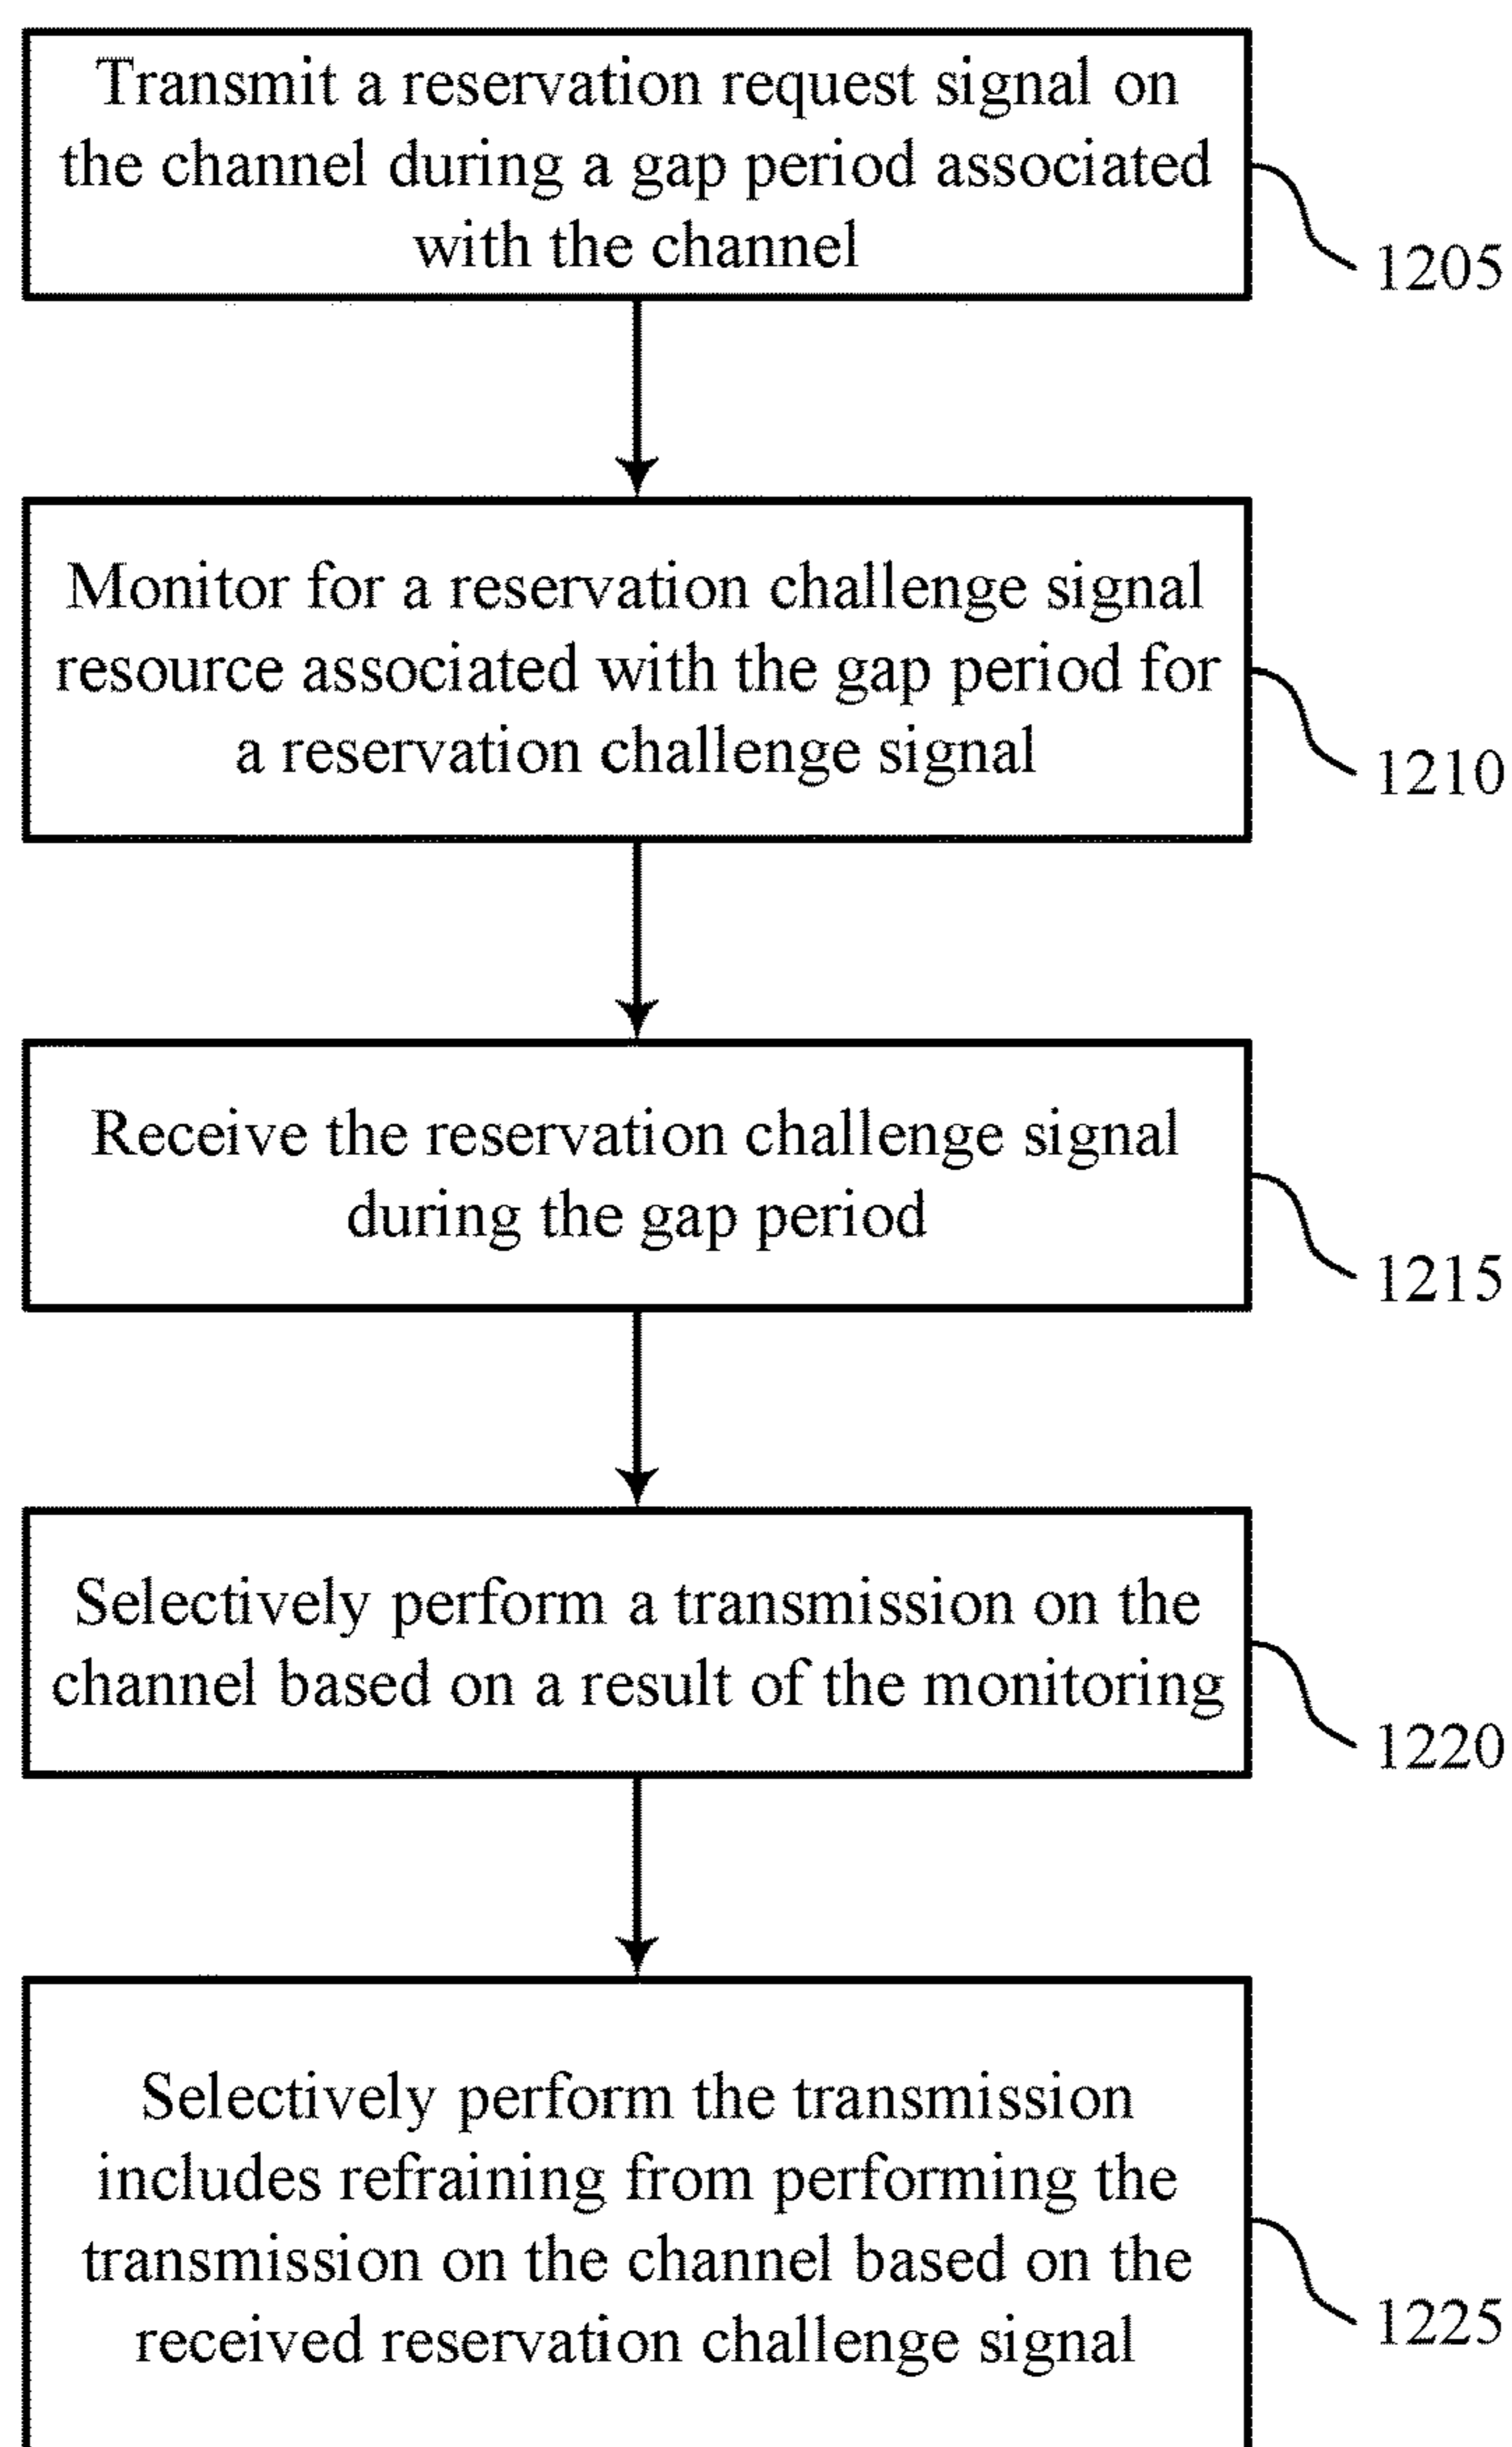 Transmit a reservation request signal on
the channel during a gap period associated
with the channel
1205
Monitor for a reservation challenge signal
resource associated with the gap period for
a reservation challenge signal
1210
Receive the reservation challenge signal
during the gap period
1215
Selectively perform a transmission on the
channel based on a result of the monitoring
1220
Selectively perform the transmission
includes refraining from performing the
transmission on the channel based on the
received reservation challenge signal
1225